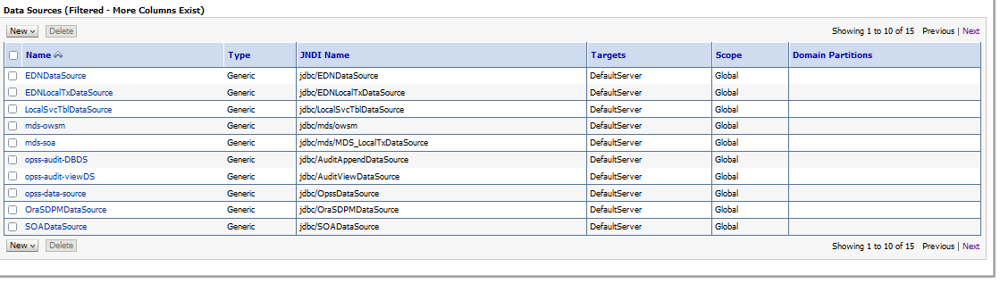 Data Sources (Filtered - More Columns Exist)
New Delete Showing 1 to 10 of 15 Previous | Next
Name Type JNDI Name Targets Scope Domain Partitions
EDNDataSource Generic jdbc/EDNDataSource DefaultServer Global
EDNLocalTxDataSource Generic jdbc/EDNLocalTxDataSource DefaultServer Global
LocalSvcTblDataSource Generic jdbc/LocalSvcTblDataSource DefaultServer Global
mds-owsm Generic jdbc/mds/owsm DefaultServer Global
mds-soa Generic jdbc/mds/MDS_LocalTxDataSource DefaultServer Global
opss-audit-DBDS Generic jdbc/AuditAppendDataSource DefaultServer Global
opss-audit-viewDS Generic jdbc/AuditViewDataSource DefaultServer Global
opss-data-source Generic jdbc/OpssDataSource DefaultServer Global
OraSDPMDataSource Generic jdbc/OraSDPMDataSource DefaultServer Global
SOADataSource Generic jdbc/SOADataSource DefaultServer Global
New Delete Showing 1 to 10 of 15 Previous | Next